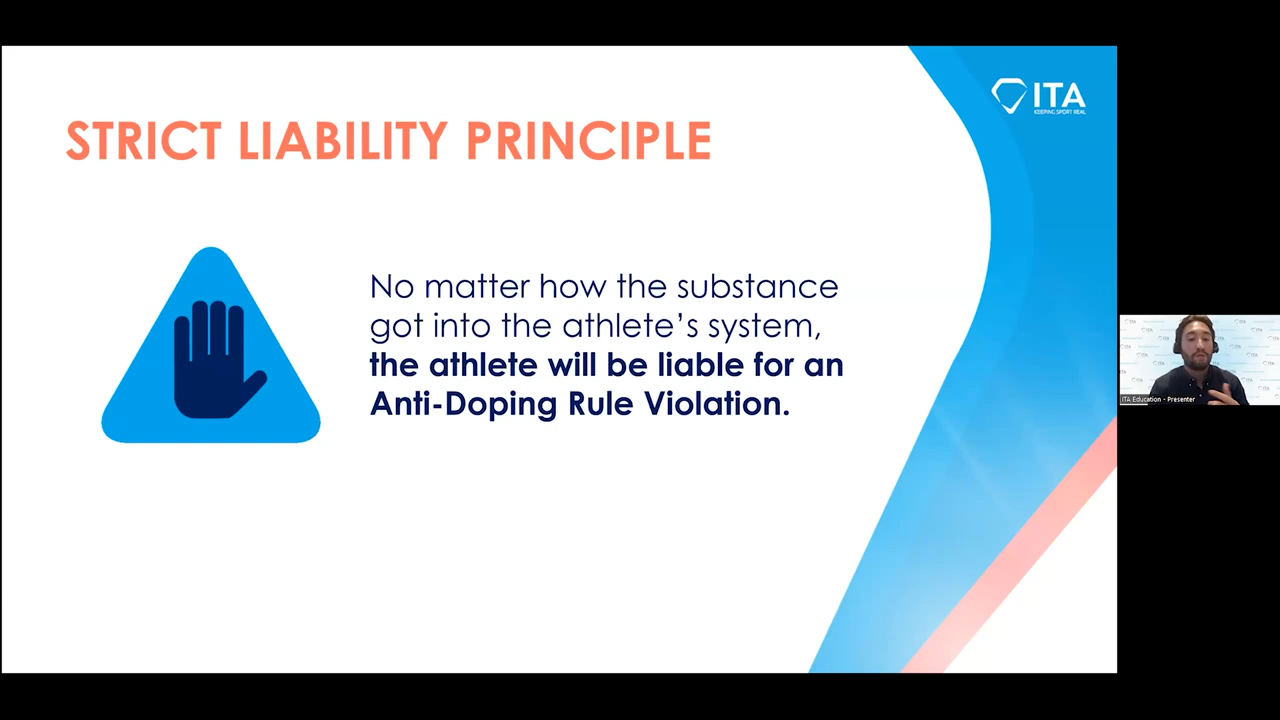 ITA
KEEPING SPORT REAL
STRICT LIABILITY PRINCIPLE
No matter how the substance
got into the athlete’s system,
the athlete will be liable for an
Anti-Doping Rule Violation.
ITA Education - Presenter